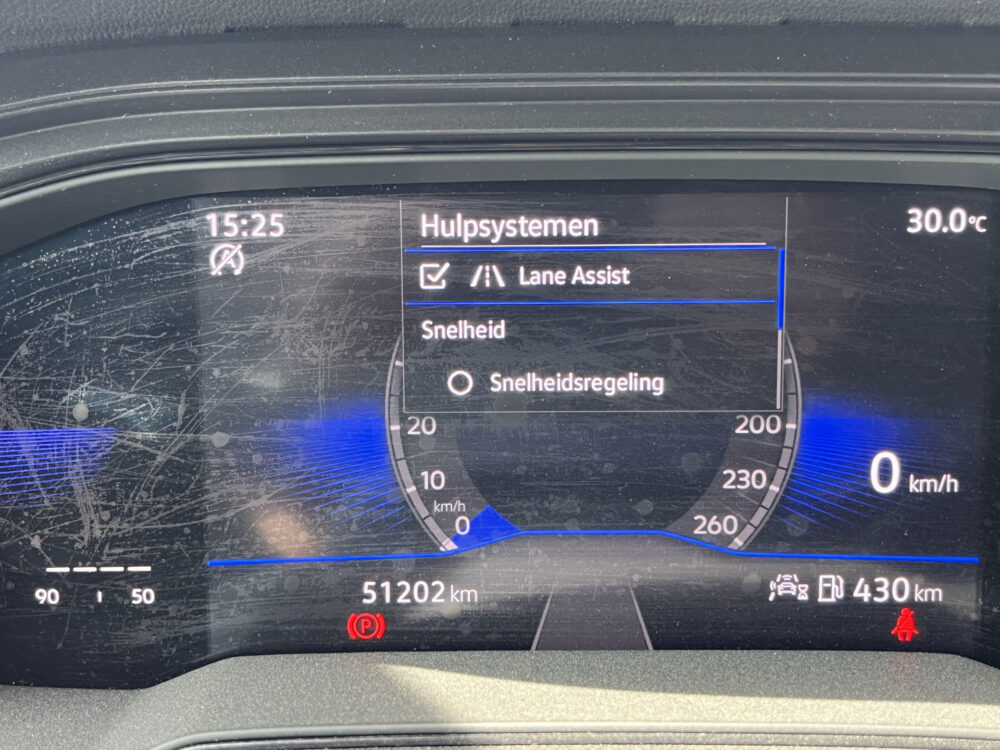 15:25
Hulpsystemen
30.0°C
Lane Assist
Snelheid
Snelheidsregeling
20
200
10
230
0 km/h
km/h
0
260
90
50
51202 km
430 km
P